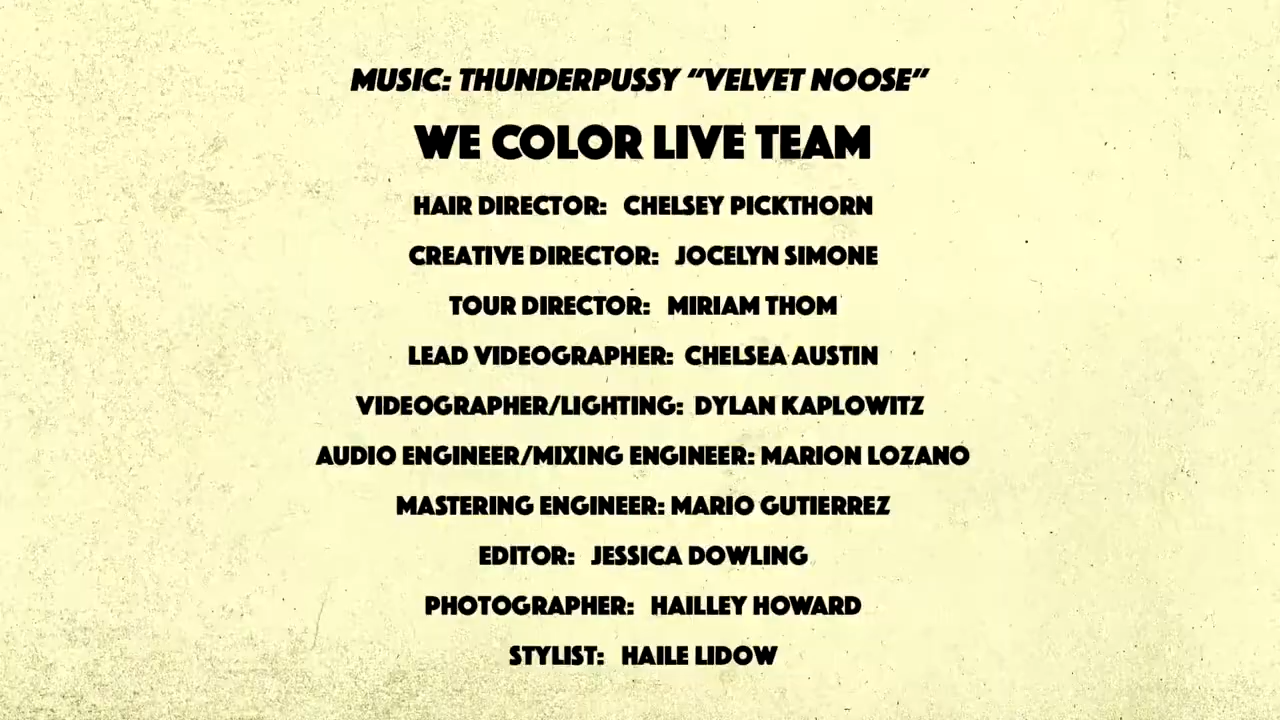 MUSIC: THUNDERPUSSY “VELVET NOOSE”
WE COLOR LIVE TEAM
HAIR DIRECTOR: CHELSEY PICKTHORN
CREATIVE DIRECTOR: JOCELYN SIMONE
TOUR DIRECTOR: MIRIAM THOM
LEAD VIDEOGRAPHER: CHELSEA AUSTIN
VIDEOGRAPHER/LIGHTING: DYLAN KAPLOWITZ
AUDIO ENGINEER/MIXING ENGINEER: MARION LOZANO
MASTERING ENGINEER: MARIO GUTIERREZ
EDITOR: JESSICA DOWLING
PHOTOGRAPHER: HAILLEY HOWARD
STYLIST: HAILE LIDOW